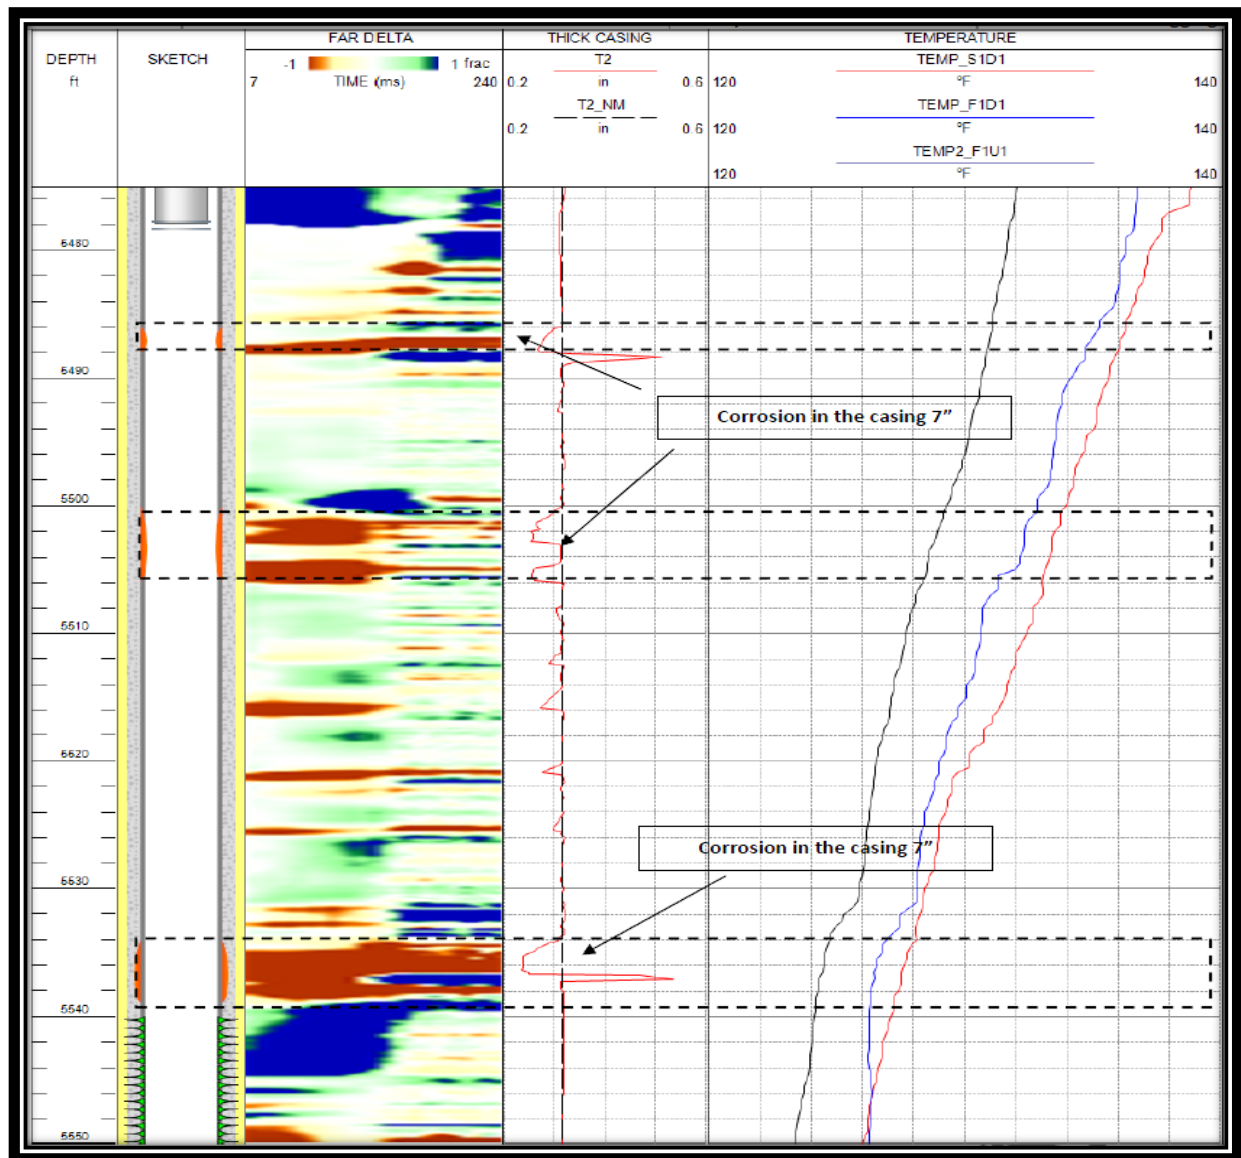 FAR DELTA THICK CASING TEMPERATURE
DEPTH SKETCH -1 1 frac T2 TEMP_S1D1
ft 7 TIME (ms) 240 0.2 in 0.6 120 °F 140
T2_NM TEMP_F1D1
0.2 in 0.6 120 °F 140
TEMP2_F1U1
120 °F 140
5480
5490
Corrosion in the casing 7”
5500
5510
5520
Corrosion in the casing 7”
5530
5540
5550